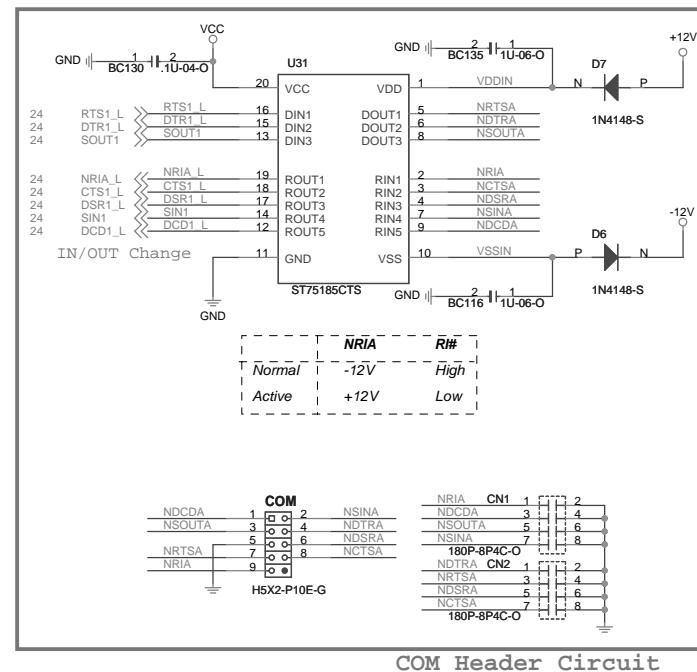 VCC
+12V
GND 1 2 BC130 .1U-04-O
GND 2 1 BC135 1U-06-O
U31
D7
N P
1N4148-S
20 VCC VDD 1 VDDIN
24 RTS1_L RTS1_L 16 DIN1 DOUT1 5 NRTSA
24 DTR1_L DTR1_L 15 DIN2 DOUT2 6 NDTRA
24 SOUT1 SOUT1 13 DIN3 DOUT3 8 NSOUTA
24 NRIA_L NRIA_L 19 ROUT1 RIN1 2 NRIA
24 CTS1_L CTS1_L 18 ROUT2 RIN2 3 NCTSA
24 DSR1_L DSR1_L 17 ROUT3 RIN3 4 NDSRA
24 SIN1 SIN1 14 ROUT4 RIN4 7 NSINA
24 DCD1_L DCD1_L 12 ROUT5 RIN5 9 NDCDA
-12V
IN/OUT Change
11 GND VSS 10 VSSIN
D6
P N
1N4148-S
ST75185CTS
GND
GND 2 1 BC116 1U-06-O
NRIA RI#
Normal -12V High
Active +12V Low
COM
NDCDA 1 2 NSINA
NSOUTA 3 4 NDTRA
5 6 NDSRA
NRTSA 7 8 NCTSA
NRIA 9
H5X2-P10E-G
NRIA CN1 1 2
NDCDA 3 4
NSOUTA 5 6
NSINA 7 8
180P-8P4C-O
NDTRA CN2 1 2
NRTSA 3 4
NDSRA 5 6
NCTSA 7 8
180P-8P4C-O
COM Header Circuit